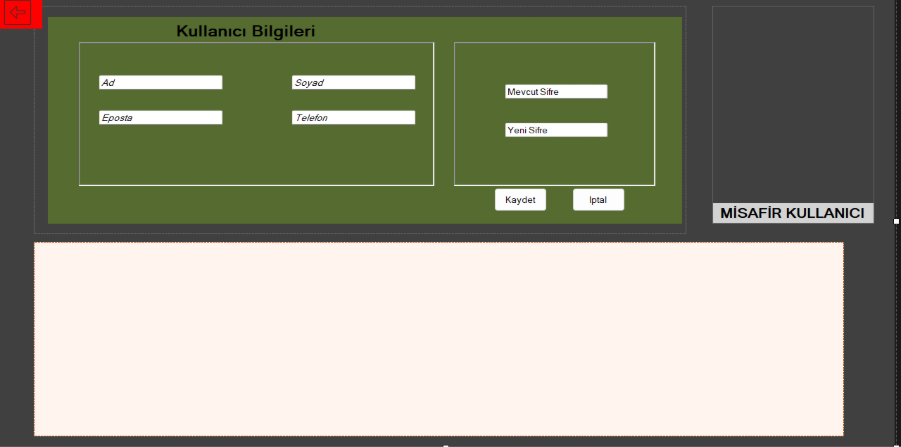 Kullanıcı Bilgileri
Ad
Soyad
Eposta
Telefon
Mevcut Sifre
Yeni Sifre
Kaydet
Iptal
MİSAFİR KULLANICI